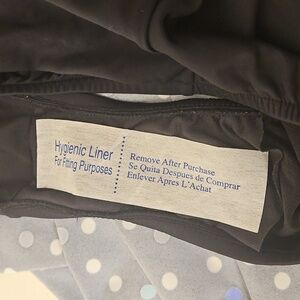 Hygienic Liner
For Fitting Purposes
Remove After Purchase
Se Quita Despues de Comprar
Enlever Apres L'Achat